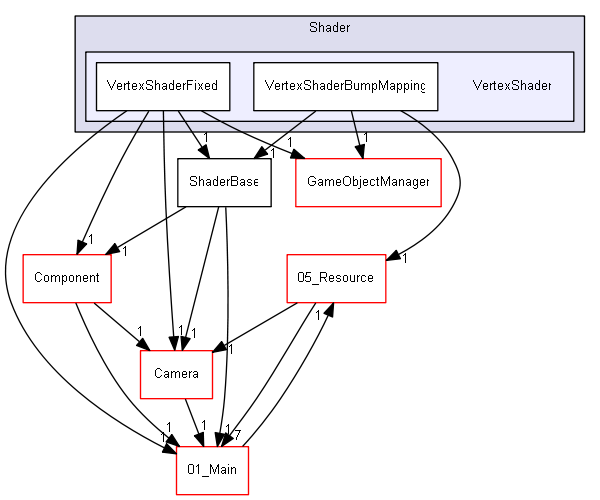 Shader
VertexShaderFixed
VertexShaderBumpMapping
VertexShader
1
1
1
1
ShaderBase
GameObjectManager
1
1
1
Component
05_Resource
1
1
1
1
1
Camera
1
1
1
1
7
01_Main